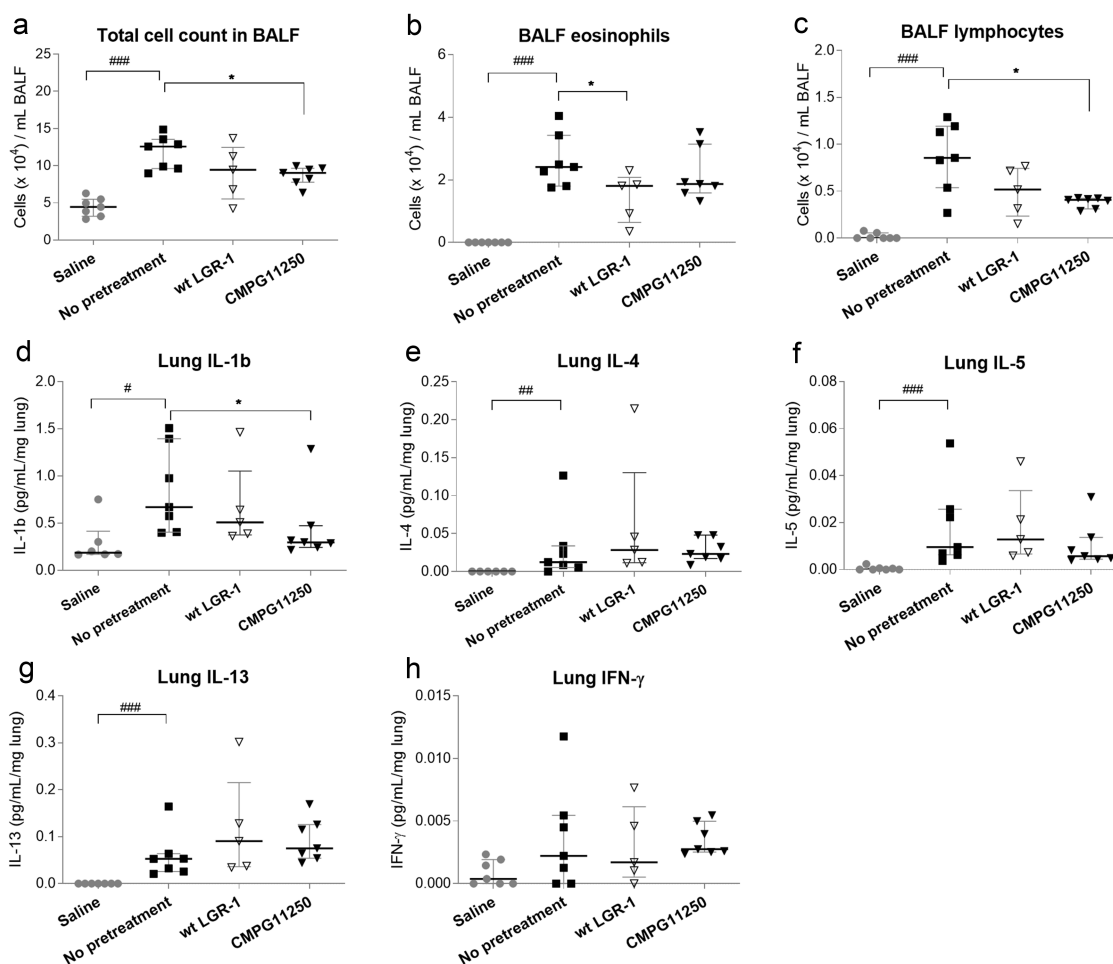 a
Total cell count in BALF
Cells (x 10⁴) / mL BALF
25
20
15
10
5
0
###
*
Saline
No pretreatment
wt LGR-1
CMPG11250
b
BALF eosinophils
Cells (x 10⁴) / mL BALF
6
4
2
0
###
*
Saline
No pretreatment
wt LGR-1
CMPG11250
c
BALF lymphocytes
Cells (x 10⁴) / mL BALF
2.0
1.5
1.0
0.5
0.0
###
*
Saline
No pretreatment
wt LGR-1
CMPG11250
d
Lung IL-1b
IL-1b (pg/mL/mg lung)
2.0
1.5
1.0
0.5
0.0
#
*
Saline
No pretreatment
wt LGR-1
CMPG11250
e
Lung IL-4
IL-4 (pg/mL/mg lung)
0.25
0.20
0.15
0.10
0.05
0.00
##
Saline
No pretreatment
wt LGR-1
CMPG11250
f
Lung IL-5
IL-5 (pg/mL/mg lung)
0.08
0.06
0.04
0.02
0.00
###
Saline
No pretreatment
wt LGR-1
CMPG11250
g
Lung IL-13
IL-13 (pg/mL/mg lung)
0.4
0.3
0.2
0.1
0.0
###
Saline
No pretreatment
wt LGR-1
CMPG11250
h
Lung IFN-γ
IFN-γ (pg/mL/mg lung)
0.015
0.010
0.005
0.000
Saline
No pretreatment
wt LGR-1
CMPG11250